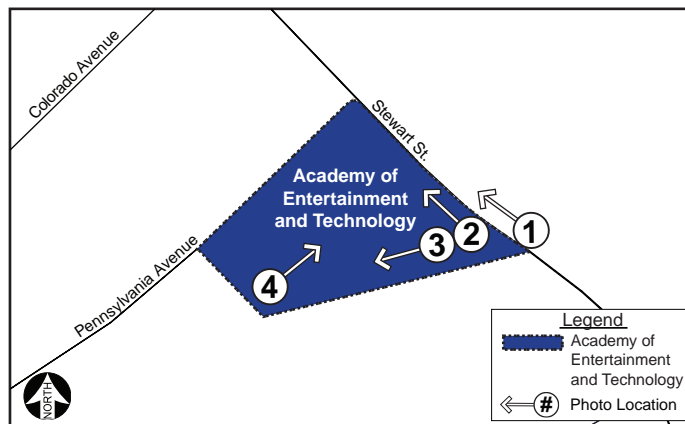 Colorado Avenue
Stewart St.
Academy of
Entertainment
and Technology
1
2
3
4
Pennsylvania Avenue
NORTH
Legend
Academy of
Entertainment
and Technology
# Photo Location